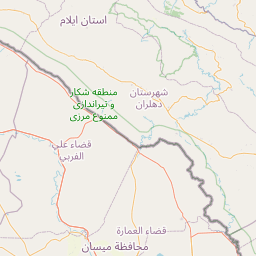 استان ایلام
منطقه شکار
و تیراندازی
ممنوع مرزی
شهرستان
دهلران
قضاء علي
الغربي
قضاء العمارة
محافظة ميسان